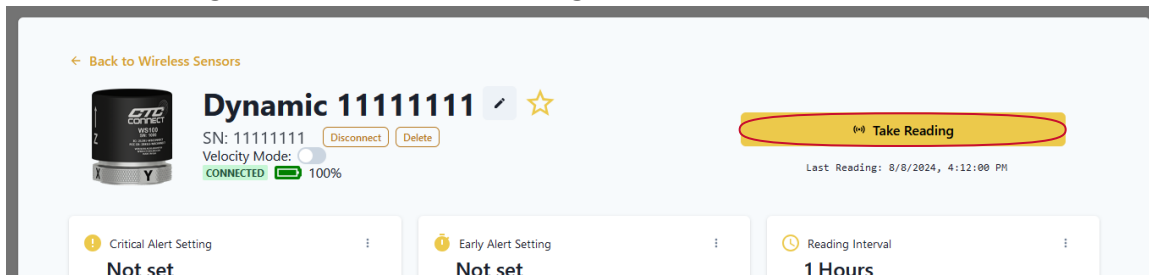 ← Back to Wireless Sensors
Dynamic 11111111
SN: 11111111 Disconnect Delete
Velocity Mode:
CONNECTED 100%
CTC
CONNECT
WS100
Z
X Y
Take Reading
Last Reading: 8/8/2024, 4:12:00 PM
Critical Alert Setting
Not set
Early Alert Setting
Not set
Reading Interval
1 Hours